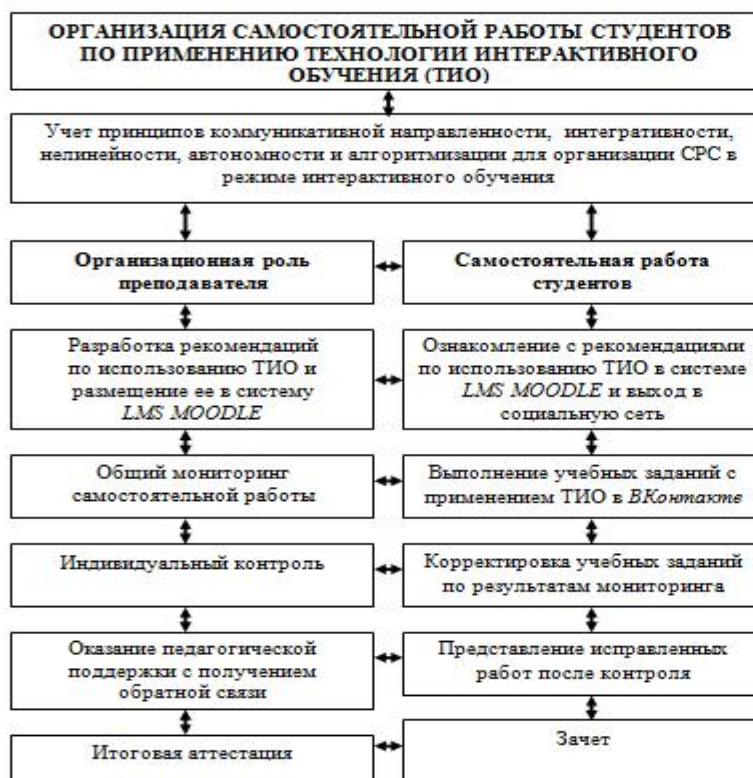 ОРГАНИЗАЦИЯ САМОСТОЯТЕЛЬНОЙ РАБОТЫ СТУДЕНТОВ
ПО ПРИМЕНЕНИЮ ТЕХНОЛОГИИ ИНТЕРАКТИВНОГО
ОБУЧЕНИЯ (ТИО)
Учет принципов коммуникативной направленности, интегративности,
нелинейности, автономности и алгоритмизации для организации СРС в
режиме интерактивного обучения
Организационная роль
преподавателя
Самостоятельная работа
студентов
Разработка рекомендаций
по использованию ТИО и
размещение ее в систему
LMS MOODLE
Ознакомление с рекомендациями
по использованию ТИО в системе
LMS MOODLE и выход в
социальную сеть
Общий мониторинг
самостоятельной работы
Выполнение учебных заданий с
применением ТИО в ВКонтакте
Индивидуальный контроль
Корректировка учебных заданий
по результатам мониторинга
Оказание педагогической
поддержки с получением
обратной связи
Представление исправленных
работ после контроля
Итоговая аттестация
Зачет